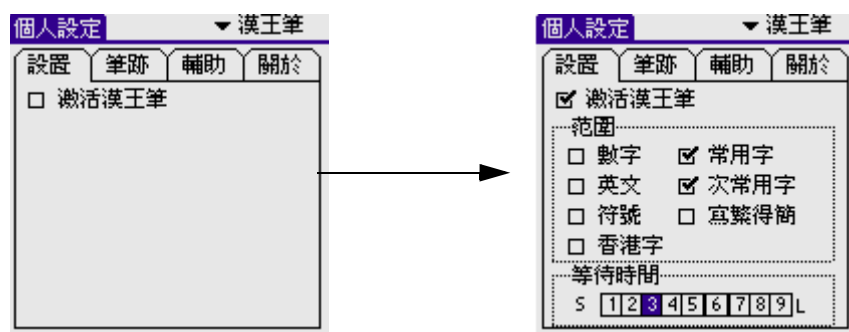 個人設定 漢王筆
設置 筆跡 輔助 關於
激活漢王筆
個人設定 漢王筆
設置 筆跡 輔助 關於
激活漢王筆
范圍
數字 常用字
英文 次常用字
符號 寫繁得簡
香港字
等待時間
S 1 2 3 4 5 6 7 8 9 L